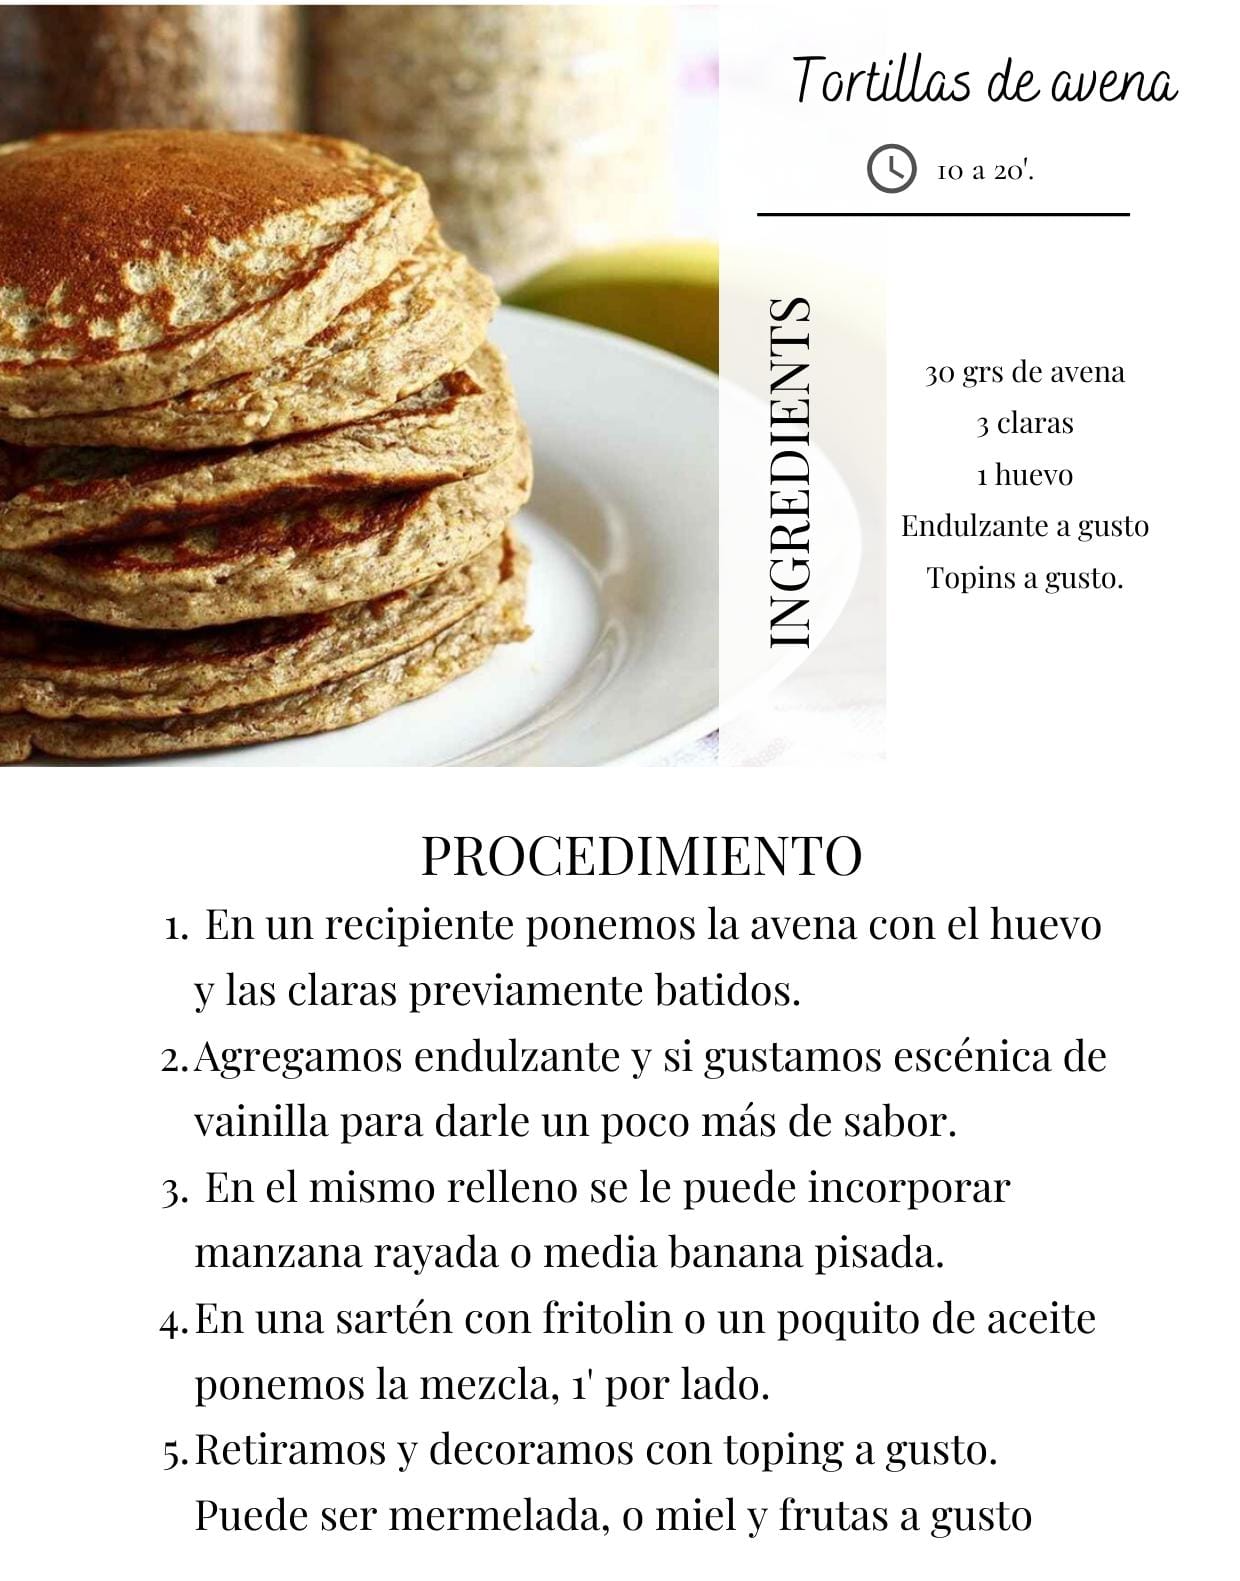 Tortillas de avena
10 a 20'.
INGREDIENTS
30 grs de avena
3 claras
1 huevo
Endulzante a gusto
Topins a gusto.
PROCEDIMIENTO
1. En un recipiente ponemos la avena con el huevo
y las claras previamente batidos.
2. Agregamos endulzante y si gustamos escénica de
vainilla para darle un poco más de sabor.
3. En el mismo relleno se le puede incorporar
manzana rayada o media banana pisada.
4. En una sartén con fritolin o un poquito de aceite
ponemos la mezcla, 1' por lado.
5. Retiramos y decoramos con toping a gusto.
Puede ser mermelada, o miel y frutas a gusto